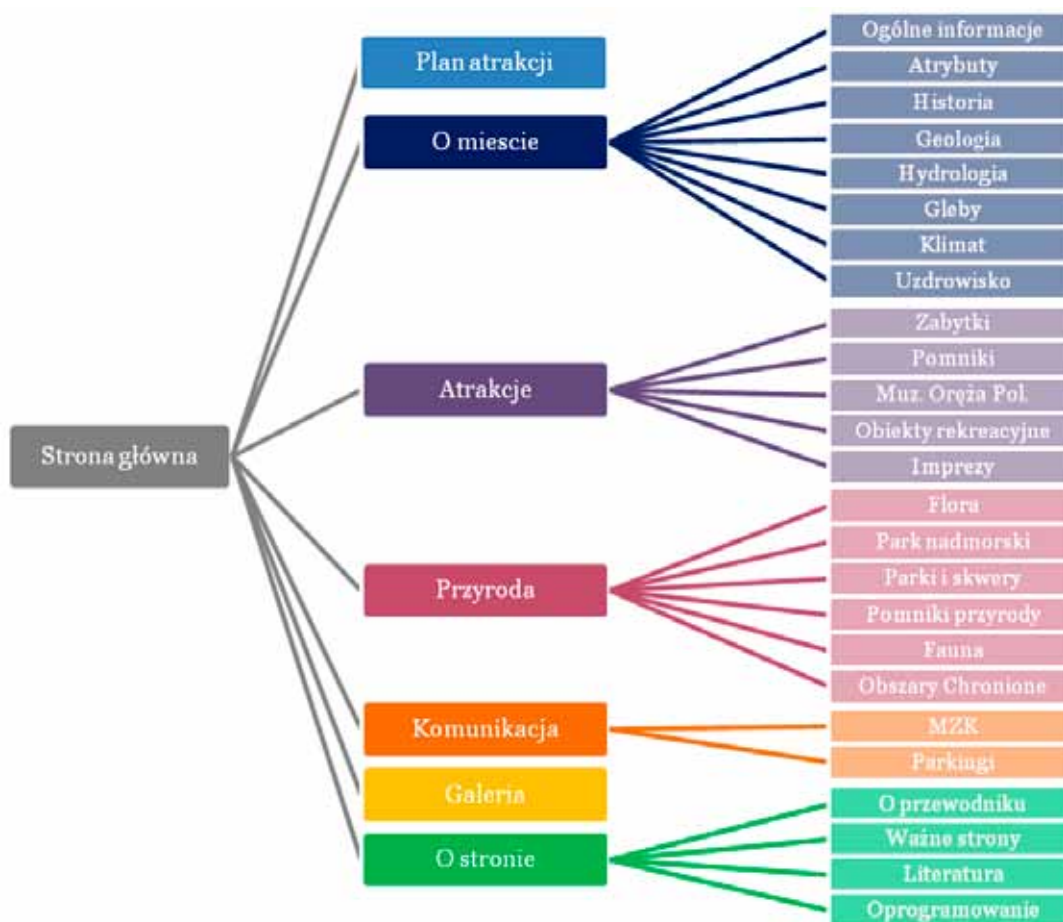 Strona główna
Plan atrakcji
O miescie
Ogólne informacje
Atrybuty
Historia
Geologia
Hydrologia
Gleby
Klimat
Uzdrowisko
Atrakcje
Zabytki
Pomniki
Muz. Oręża Pol.
Obiekty rekreacyjne
Imprezy
Przyroda
Flora
Park nadmorski
Parki i skwery
Pomniki przyrody
Fauna
Obszary Chronione
Komunikacja
MZK
Parkingi
Galeria
O stronie
O przewodniku
Ważne strony
Literatura
Oprogramowanie